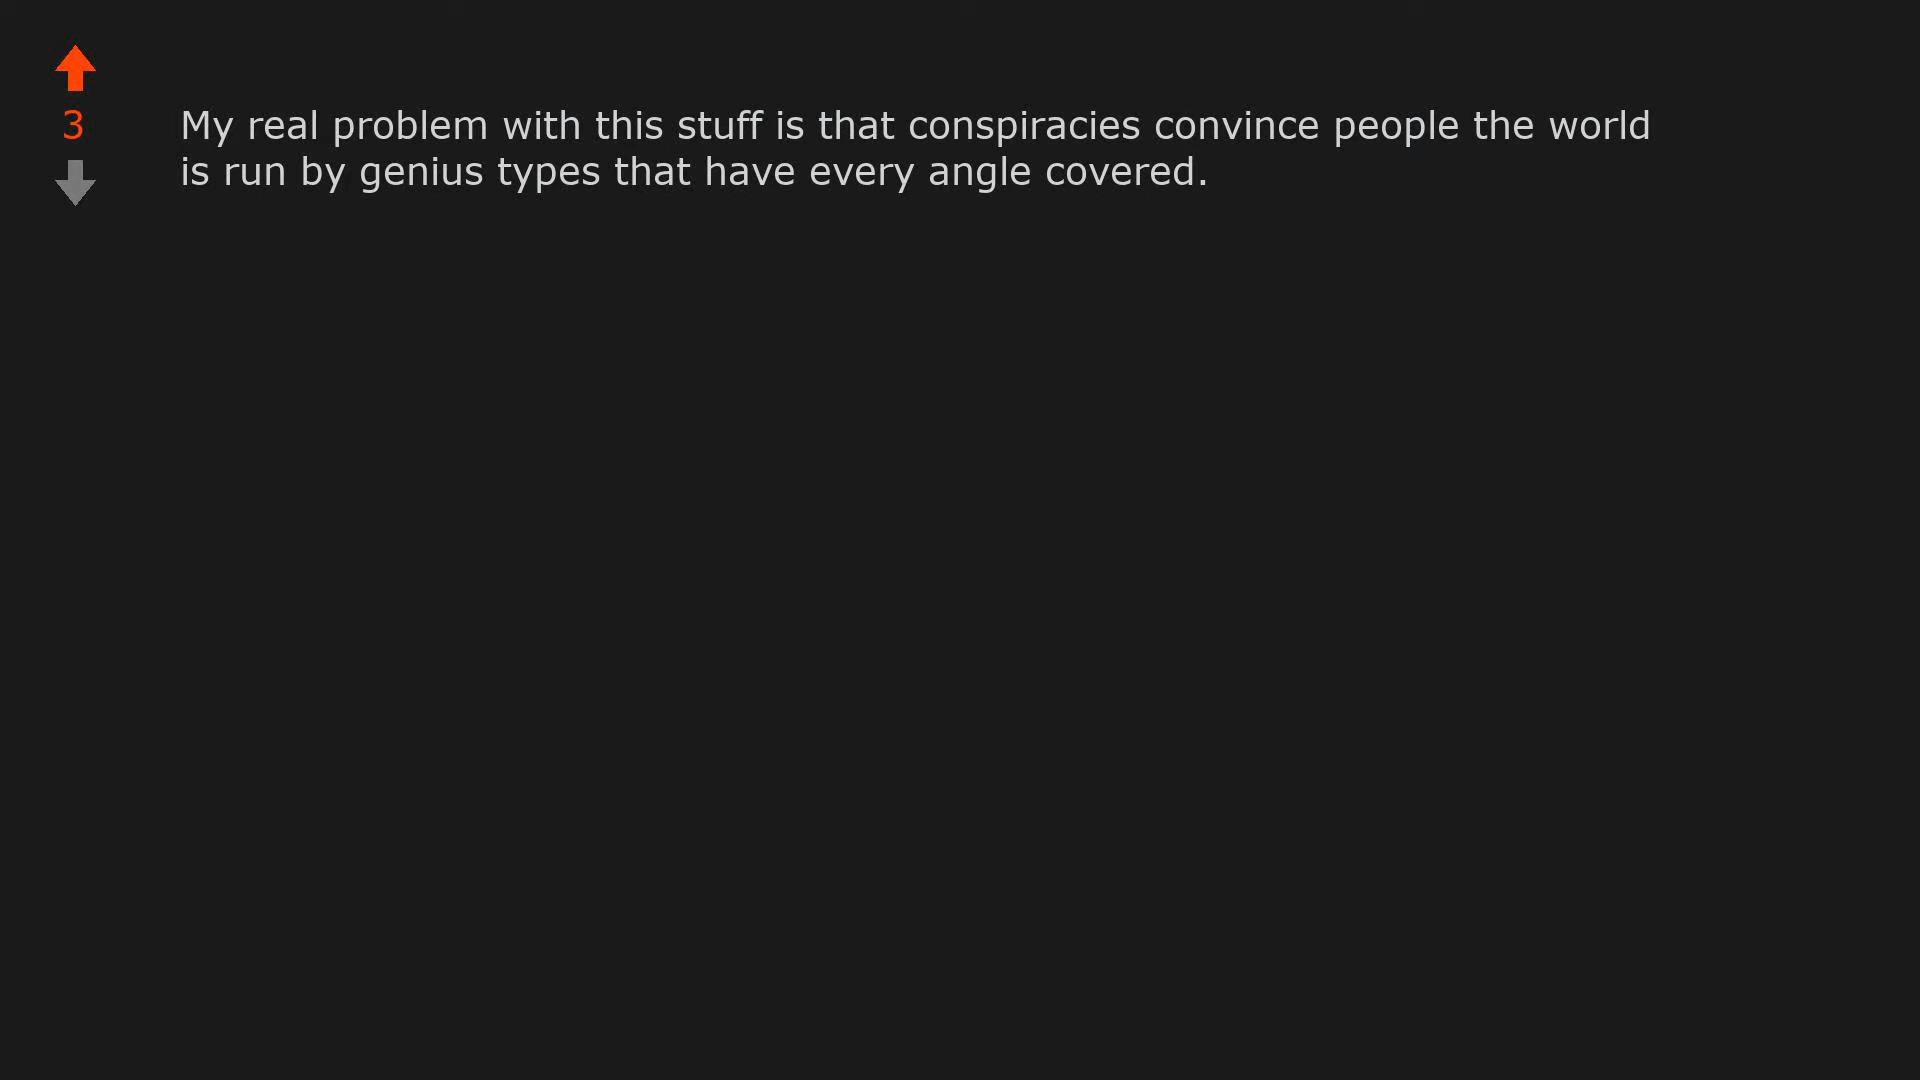 3
My real problem with this stuff is that conspiracies convince people the world
is run by genius types that have every angle covered.